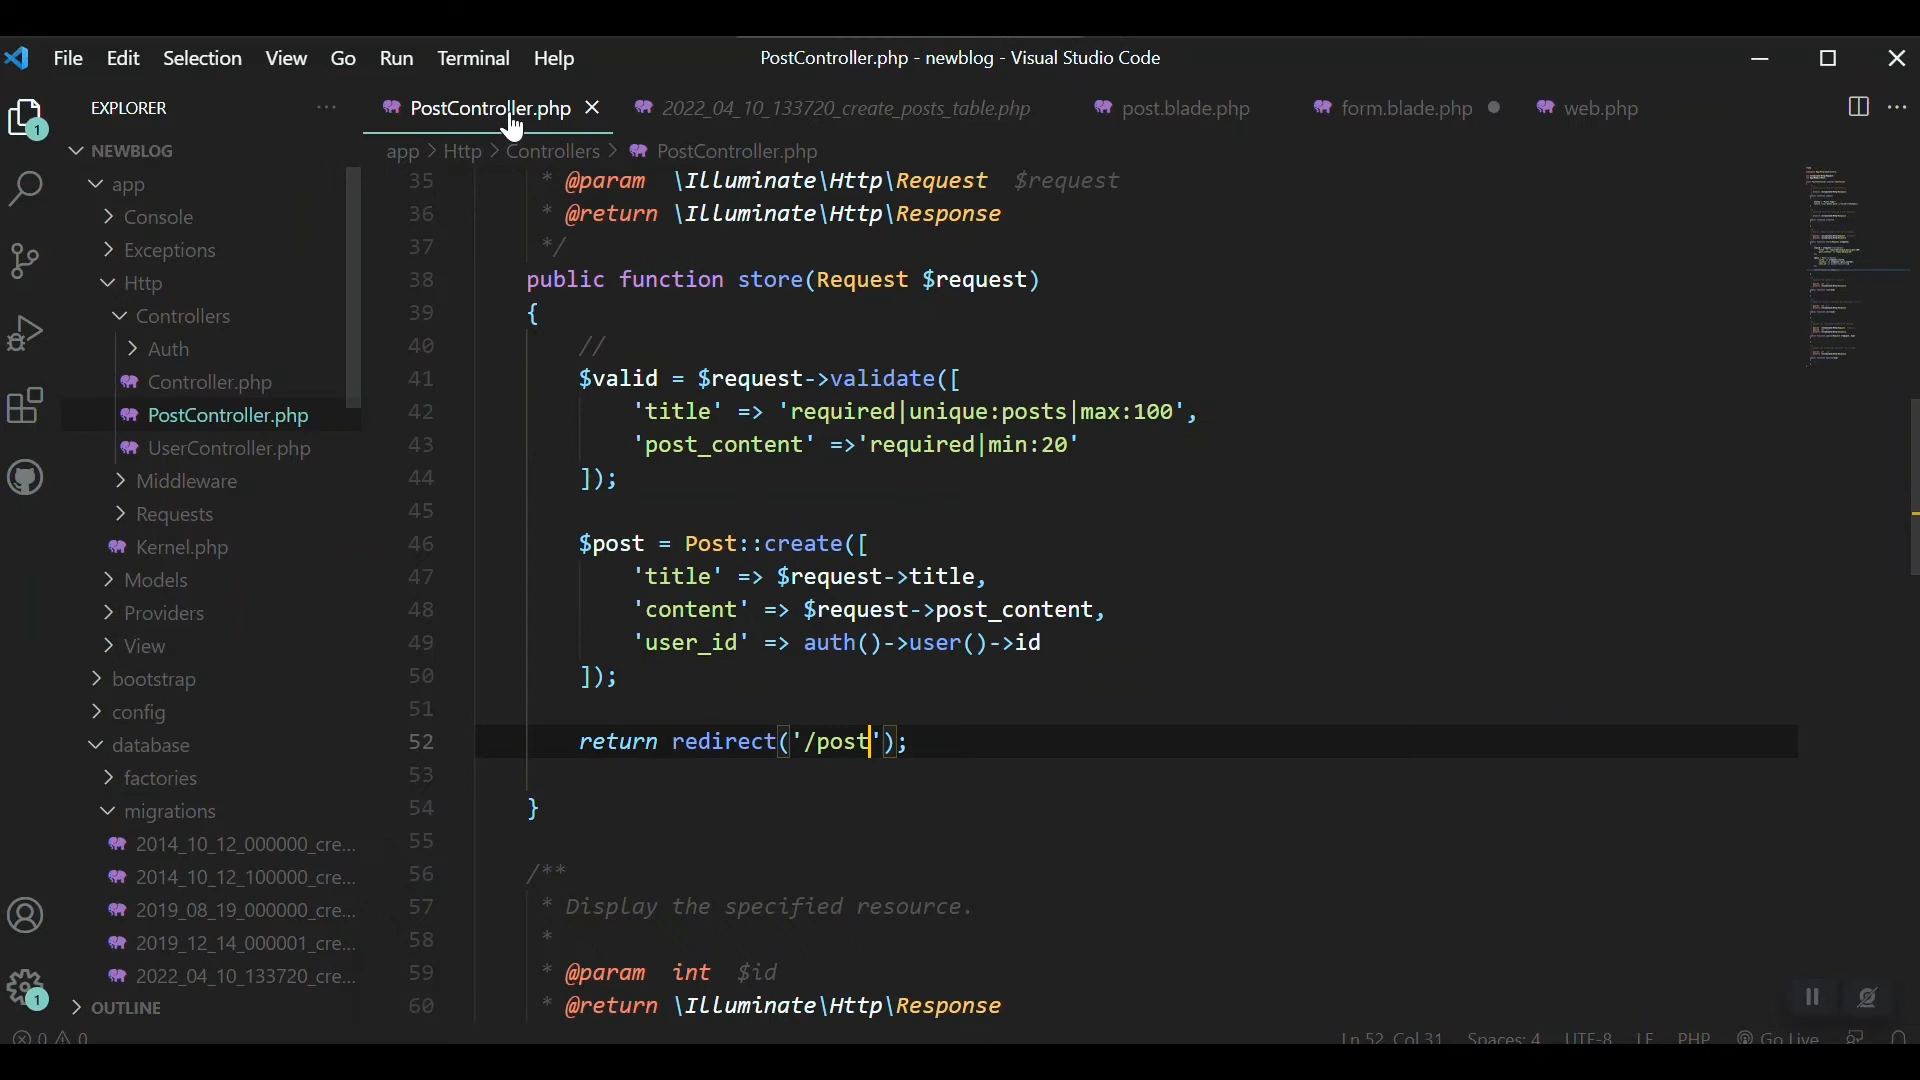 File Edit Selection View Go Run Terminal Help
PostController.php - newblog - Visual Studio Code
EXPLORER ···
PostController.php
2022_04_10_133720_create_posts_table.php
post.blade.php
form.blade.php
web.php
app > Http > Controllers > PostController.php
1
NEWBLOG
app
Console
Exceptions
Http
Controllers
Auth
Controller.php
PostController.php
UserController.php
Middleware
Requests
Kernel.php
Models
Providers
View
bootstrap
config
database
factories
migrations
2014_10_12_000000_cre...
2014_10_12_100000_cre...
2019_08_19_000000_cre...
2019_12_14_000001_cre...
2022_04_10_133720_cre...
OUTLINE
1
35 * @param \Illuminate\Http\Request $request
36 * @return \Illuminate\Http\Response
37 */
38 public function store(Request $request)
39 {
40 //
41 $valid = $request->validate([
42 'title' => 'required|unique:posts|max:100',
43 'post_content' =>'required|min:20'
44 ]);
45
46 $post = Post::create([
47 'title' => $request->title,
48 'content' => $request->post_content,
49 'user_id' => auth()->user()->id
50 ]);
51
52 return redirect('/post');
53
54 }
55
56 /**
57 * Display the specified resource.
58 *
59 * @param int $id
60 * @return \Illuminate\Http\Response
0 0
Ln 52, Col 31 Spaces: 4 UTF-8 LF PHP Go Live